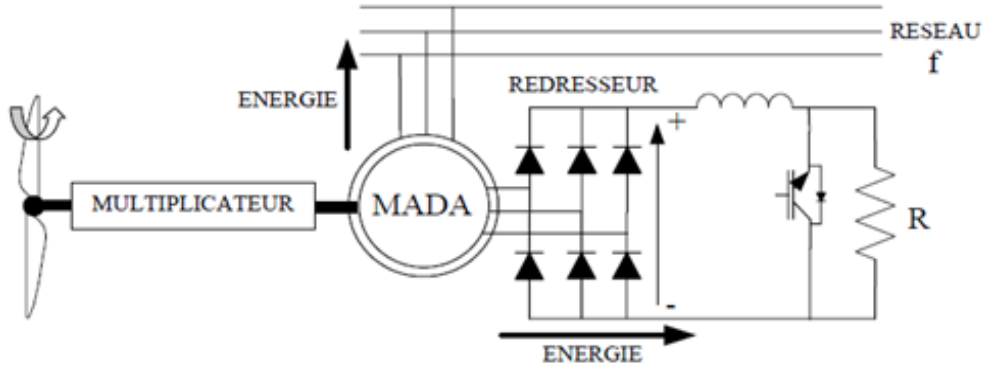 RESEAU
f
ENERGIE
REDRESSEUR
+
MULTIPLICATEUR
MADA
R
-
ENERGIE